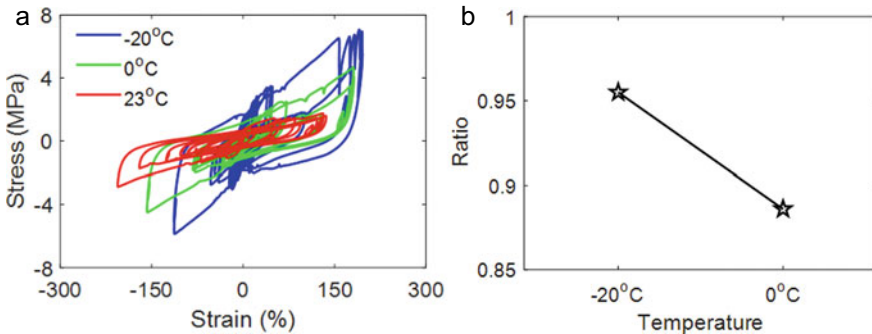 a
8
4
0
-4
-8
Stress (MPa)
-20°C
0°C
23°C
-300 -150 0 150 300
Strain (%)
b
1
0.95
0.9
0.85
Ratio
-20°C 0°C
Temperature